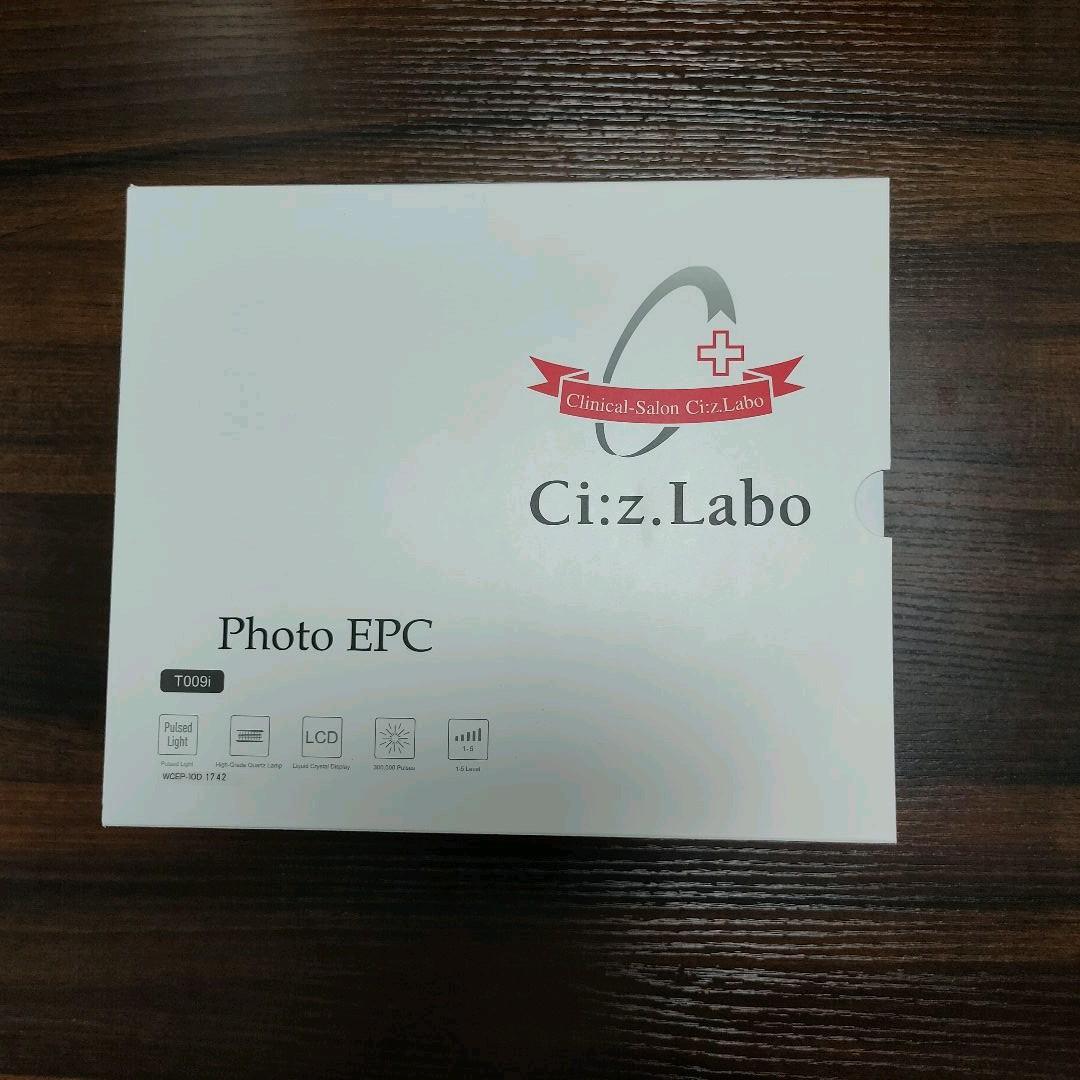 Clinical-Salon Ci:z.Labo
Ci:z.Labo
Photo EPC
T009i
Pulsed
Light
LCD
1-5
Pulsed Light
High-Grade Quartz Lamp
Liquid Crystal Display
300,000 Pulses
1-5 Level
WCEP-10D 1742